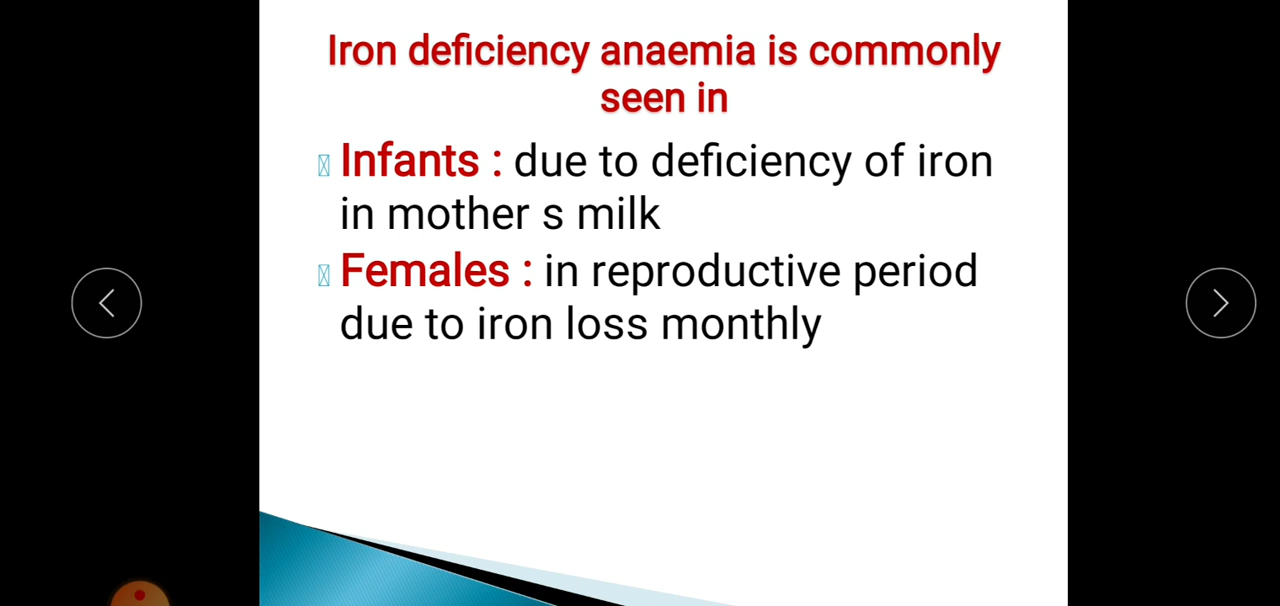 Iron deficiency anaemia is commonly
seen in
Infants : due to deficiency of iron
in mother s milk
Females : in reproductive period
due to iron loss monthly